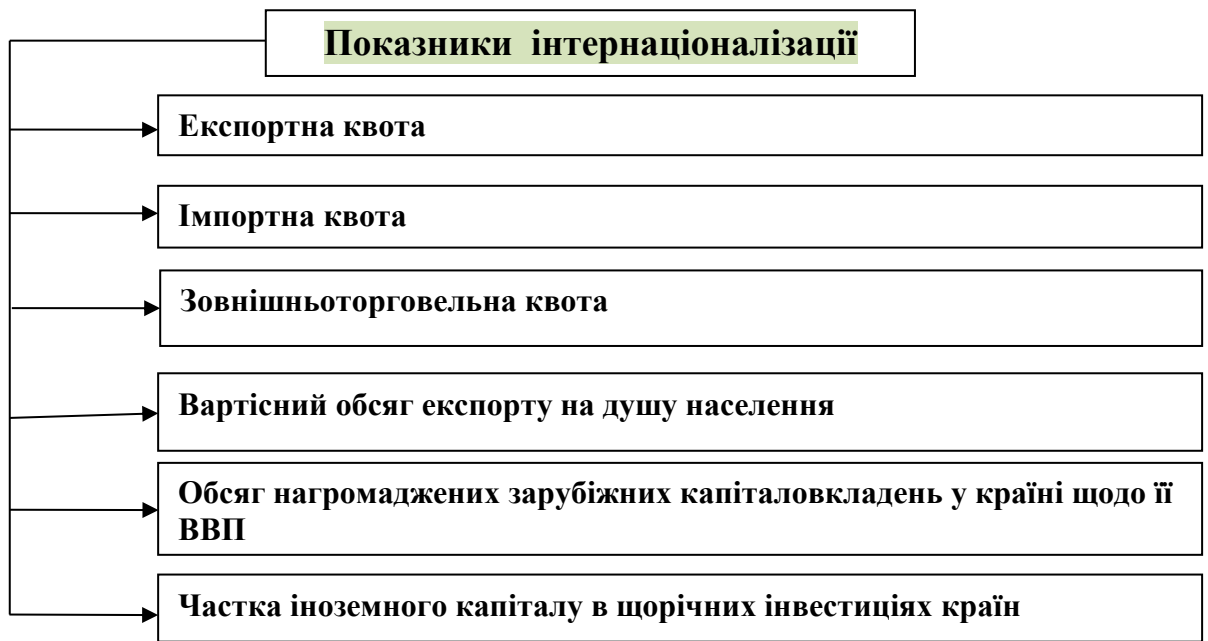 Показники інтернаціоналізації
Експортна квота
Імпортна квота
Зовнішньоторговельна квота
Вартісний обсяг експорту на душу населення
Обсяг нагромаджених зарубіжних капіталовкладень у країні щодо її
ВВП
Частка іноземного капіталу в щорічних інвестиціях країн